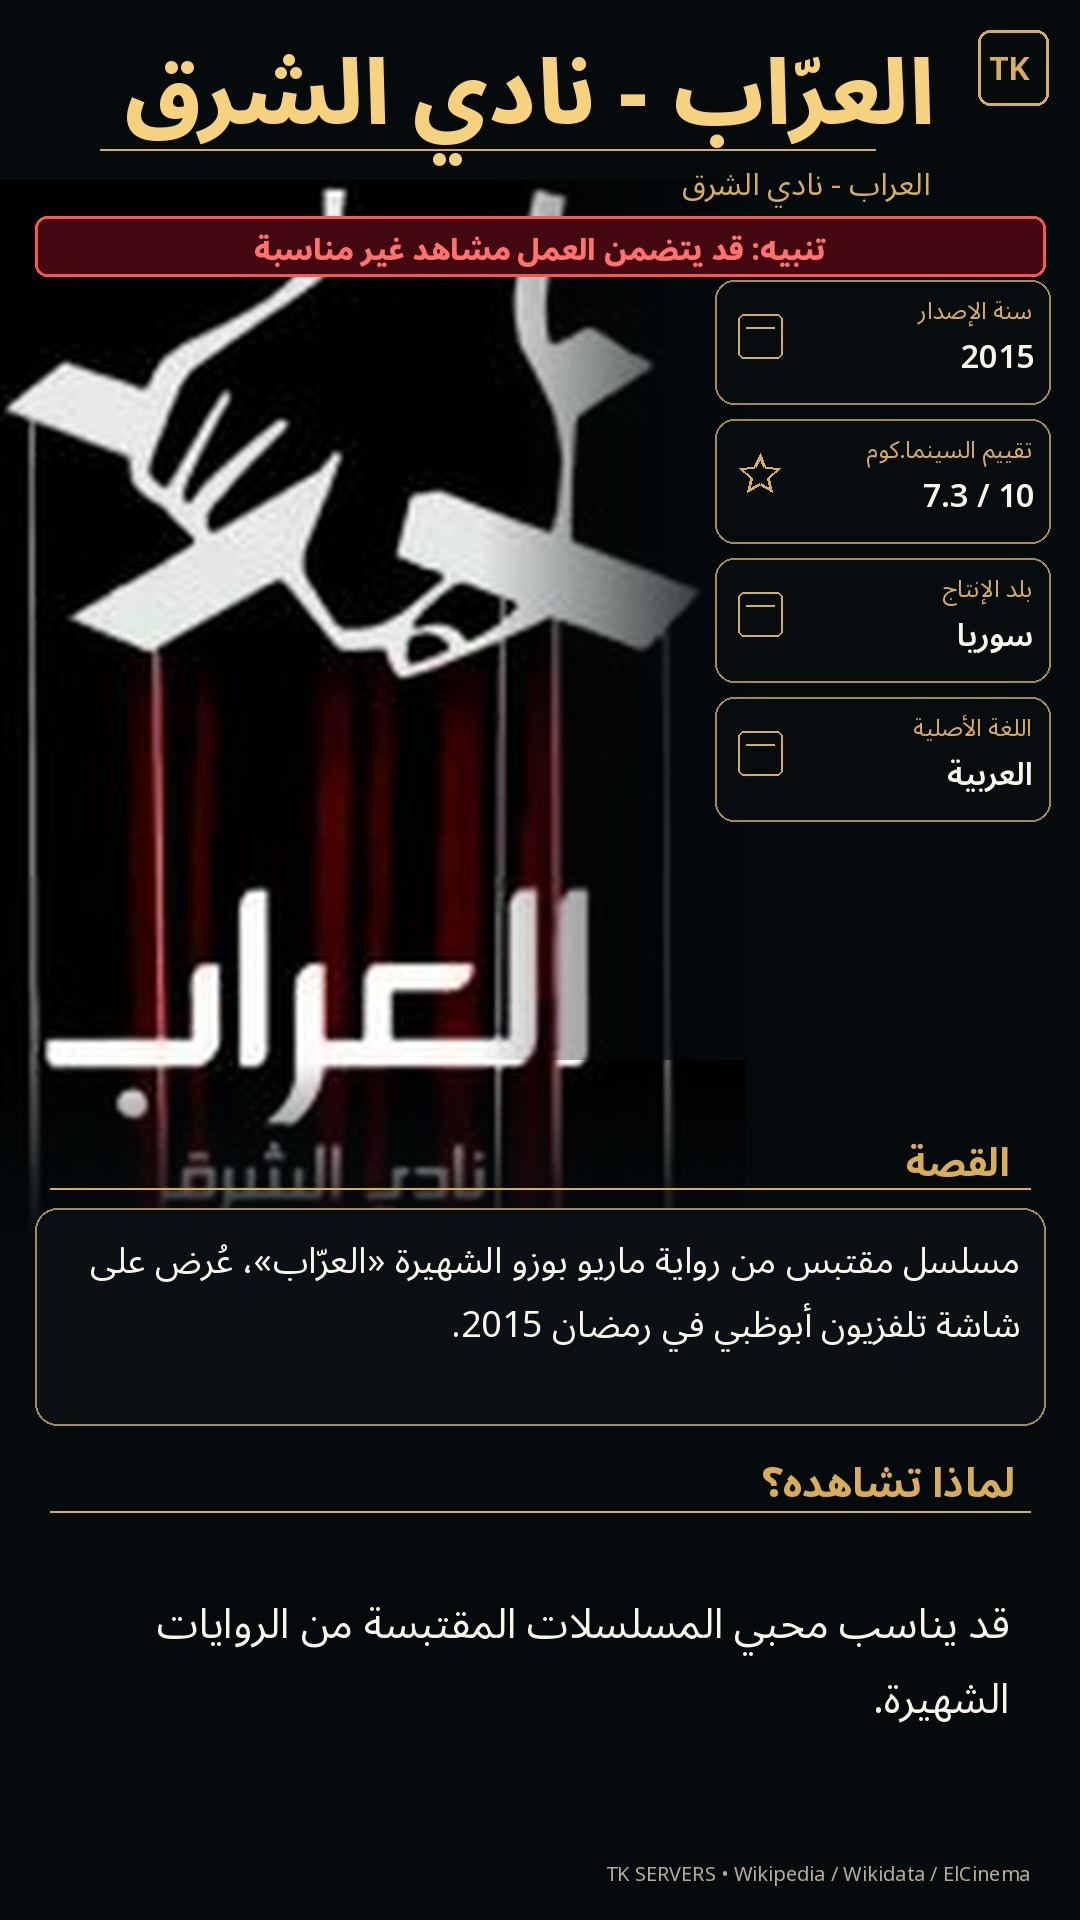 TK
العرّاب - نادي الشرق
العراب - نادي الشرق
تنبيه: قد يتضمن العمل مشاهد غير مناسبة
سنة الإصدار
2015
تقييم السينما.كوم
7.3 / 10
بلد الإنتاج
سوريا
اللغة الأصلية
العربية
العراب
نادي الشرق
القصة
مسلسل مقتبس من رواية ماريو بوزو الشهيرة «العرّاب»، عُرض على
شاشة تلفزيون أبوظبي في رمضان 2015.
لماذا تشاهده؟
قد يناسب محبي المسلسلات المقتبسة من الروايات
الشهيرة.
TK SERVERS • Wikipedia / Wikidata / ElCinema